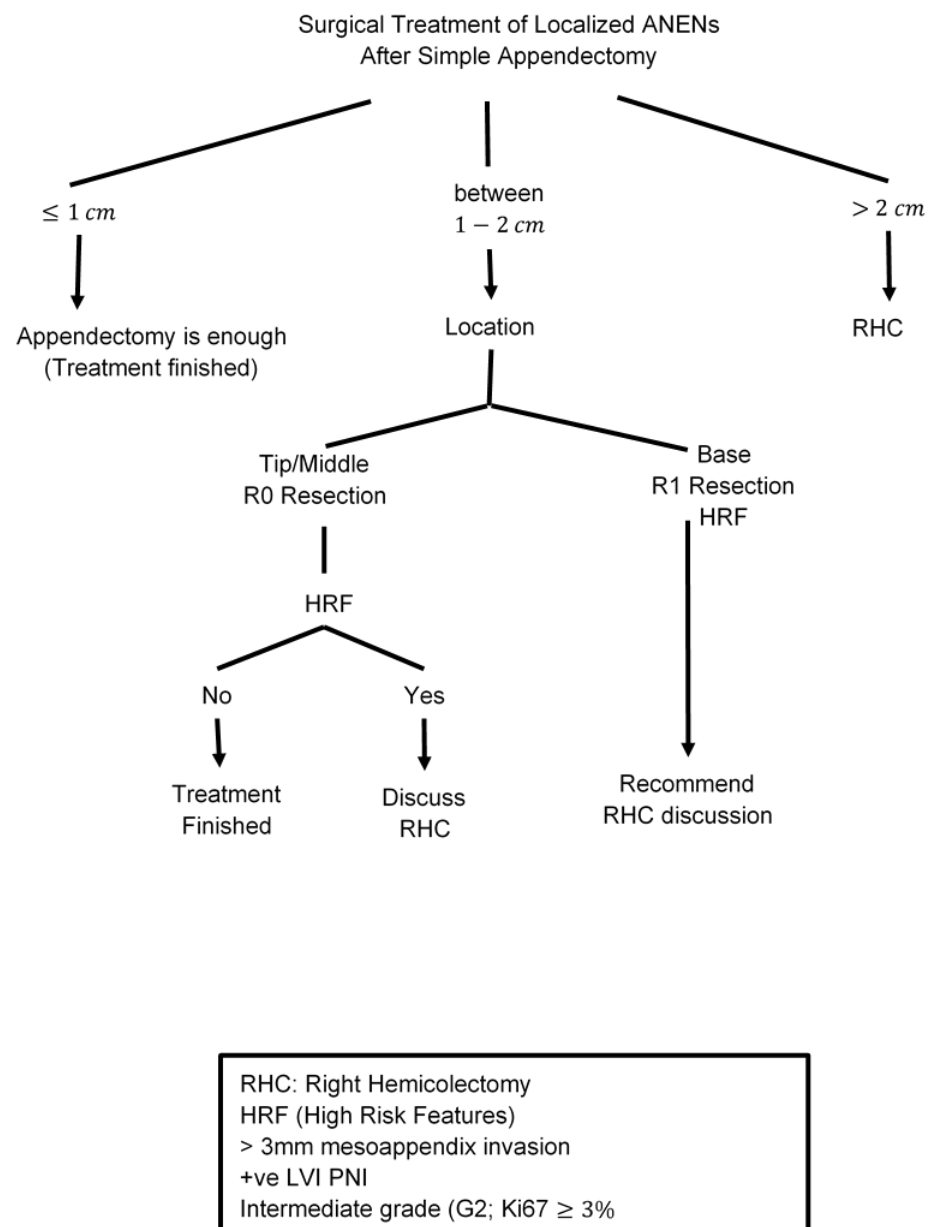 Surgical Treatment of Localized ANENs
After Simple Appendectomy
≤ 1 cm
between
1 − 2 cm
> 2 cm
Appendectomy is enough
(Treatment finished)
Location
RHC
Tip/Middle
R0 Resection
Base
R1 Resection
HRF
HRF
No
Yes
Treatment
Finished
Discuss
RHC
Recommend
RHC discussion
RHC: Right Hemicolectomy
HRF (High Risk Features)
> 3mm mesoappendix invasion
+ve LVI PNI
Intermediate grade (G2; Ki67 ≥ 3%